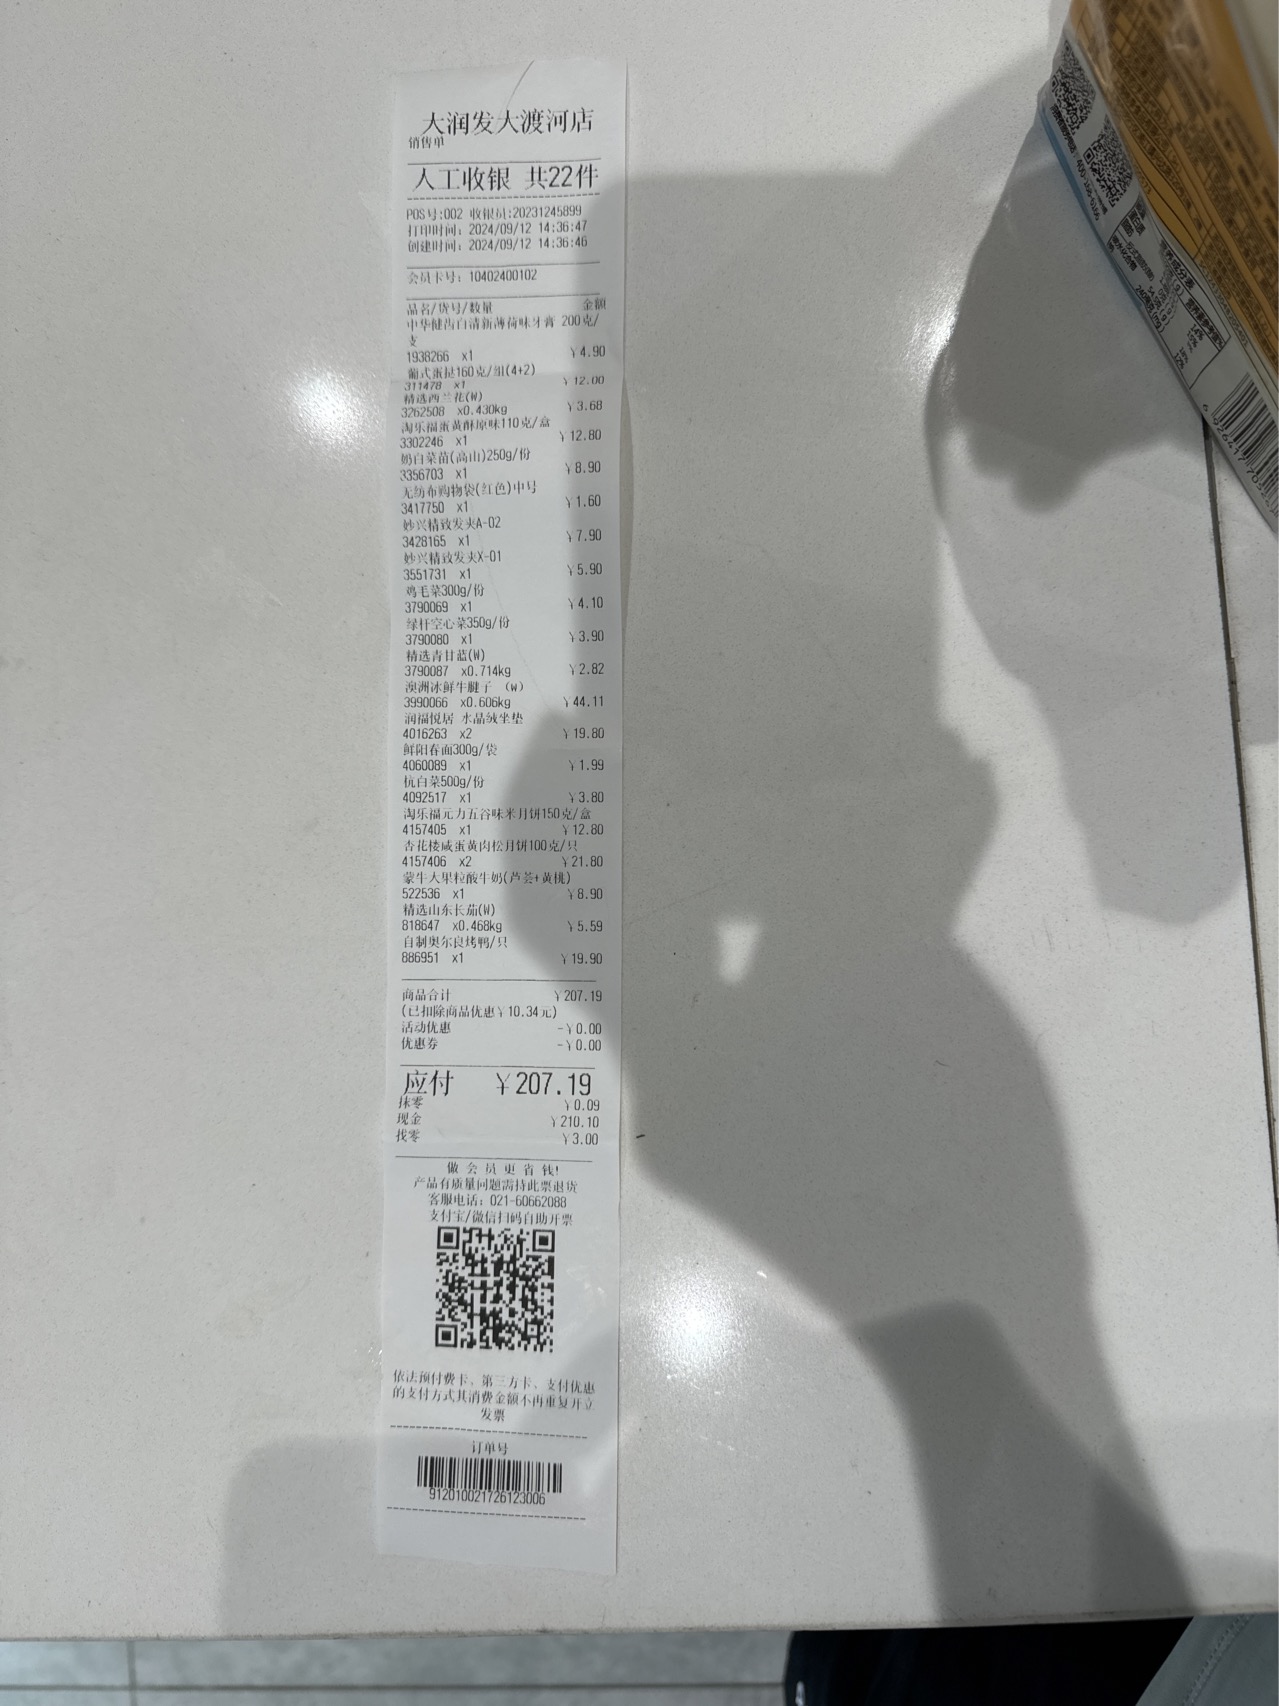 大润发大渡河店
销售单
人工收银 共22件
POS号:002 收银员:20231245899
打印时间: 2024/09/12 14:36:47
创建时间: 2024/09/12 14:36:46
会员卡号: 10402400102
品名/货号/数量 金额
中华健齿白清新薄荷味牙膏 200克/
支
1938266 x1 ¥4.90
葡式蛋挞160克/组(4+2)
311478 x1 ¥12.00
精选西兰花(W)
3262508 x0.430kg ¥3.68
淘乐福蛋黄酥原味110克/盒
3302246 x1 ¥12.80
奶白菜苗(高山)250g/份
3356703 x1 ¥8.90
无纺布购物袋(红色)中号
3417750 x1 ¥1.60
妙兴精致发夹A-02
3428165 x1 ¥7.90
妙兴精致发夹X-01
3551731 x1 ¥5.90
鸡毛菜300g/份
3790069 x1 ¥4.10
绿杆空心菜350g/份
3790080 x1 ¥3.90
精选青甘蓝(W)
3790087 x0.714kg ¥2.82
澳洲冰鲜牛腱子 (W)
3990066 x0.606kg ¥44.11
润福悦居 水晶绒坐垫
4016263 x2 ¥19.80
鲜阳春面300g/袋
4060089 x1 ¥1.99
杭白菜500g/份
4092517 x1 ¥3.80
淘乐福元力五谷味米月饼150克/盒
4157405 x1 ¥12.80
杏花楼咸蛋黄肉松月饼100克/只
4157406 x2 ¥21.80
蒙牛大果粒酸牛奶(芦荟+黄桃)
522536 x1 ¥8.90
精选山东长茄(W)
818647 x0.468kg ¥5.59
自制奥尔良烤鸭/只
886951 x1 ¥19.90
商品合计 ¥207.19
(已扣除商品优惠¥10.34元)
活动优惠 -¥0.00
优惠券 -¥0.00
应付 ¥207.19
抹零 ¥0.09
现金 ¥210.10
找零 ¥3.00
做会员更省钱!
产品有质量问题需持此票退货
客服电话: 021-60662088
支付宝/微信扫码自助开票
依法预付费卡、第三方卡、支付优惠
的支付方式其消费金额不再重复开立
发票
订单号
912010021726123006
营养成分表